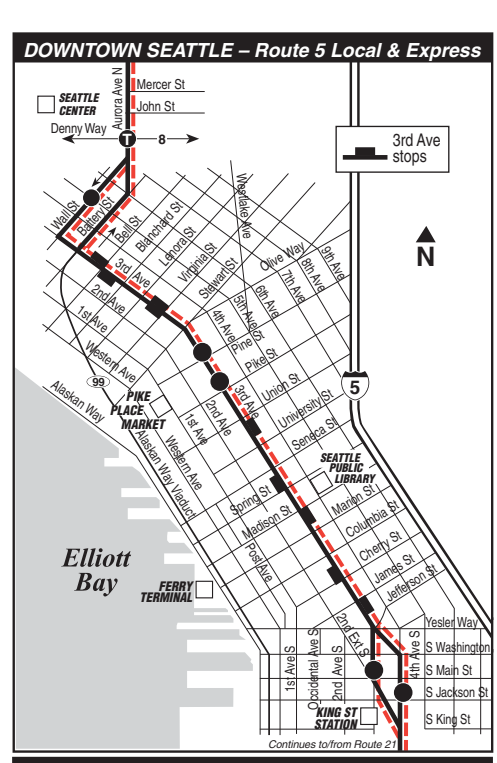 DOWNTOWN SEATTLE – Route 5 Local & Express
Aurora Ave N
Mercer St
John St
SEATTLE
CENTER
Denny Way
T
8
3rd Ave
stops
N
Wall St
Battery St
Bell St
Blanchard St
Lenora St
Virginia St
Stewart St
Westlake Ave
Olive Way
9th Ave
8th Ave
7th Ave
6th Ave
5th Ave
4th Ave
3rd Ave
2nd Ave
1st Ave
Western Ave
Pine St
Pike St
99
5
Alaskan Way
PIKE
PLACE
MARKET
3rd Ave
2nd Ave
1st Ave
Western Ave
Alaskan Way Viaduct
Union St
University St
Seneca St
SEATTLE
PUBLIC
LIBRARY
Spring St
Madison St
Marion St
Columbia St
Cherry St
James St
Jefferson St
Post Ave
Elliott
Bay
FERRY
TERMINAL
Yesler Way
S Washington
S Main St
S Jackson St
S King St
1st Ave S
Occidental Ave S
2nd Ave S
2nd Ext S
4th Ave S
KING ST
STATION
Continues to/from Route 21